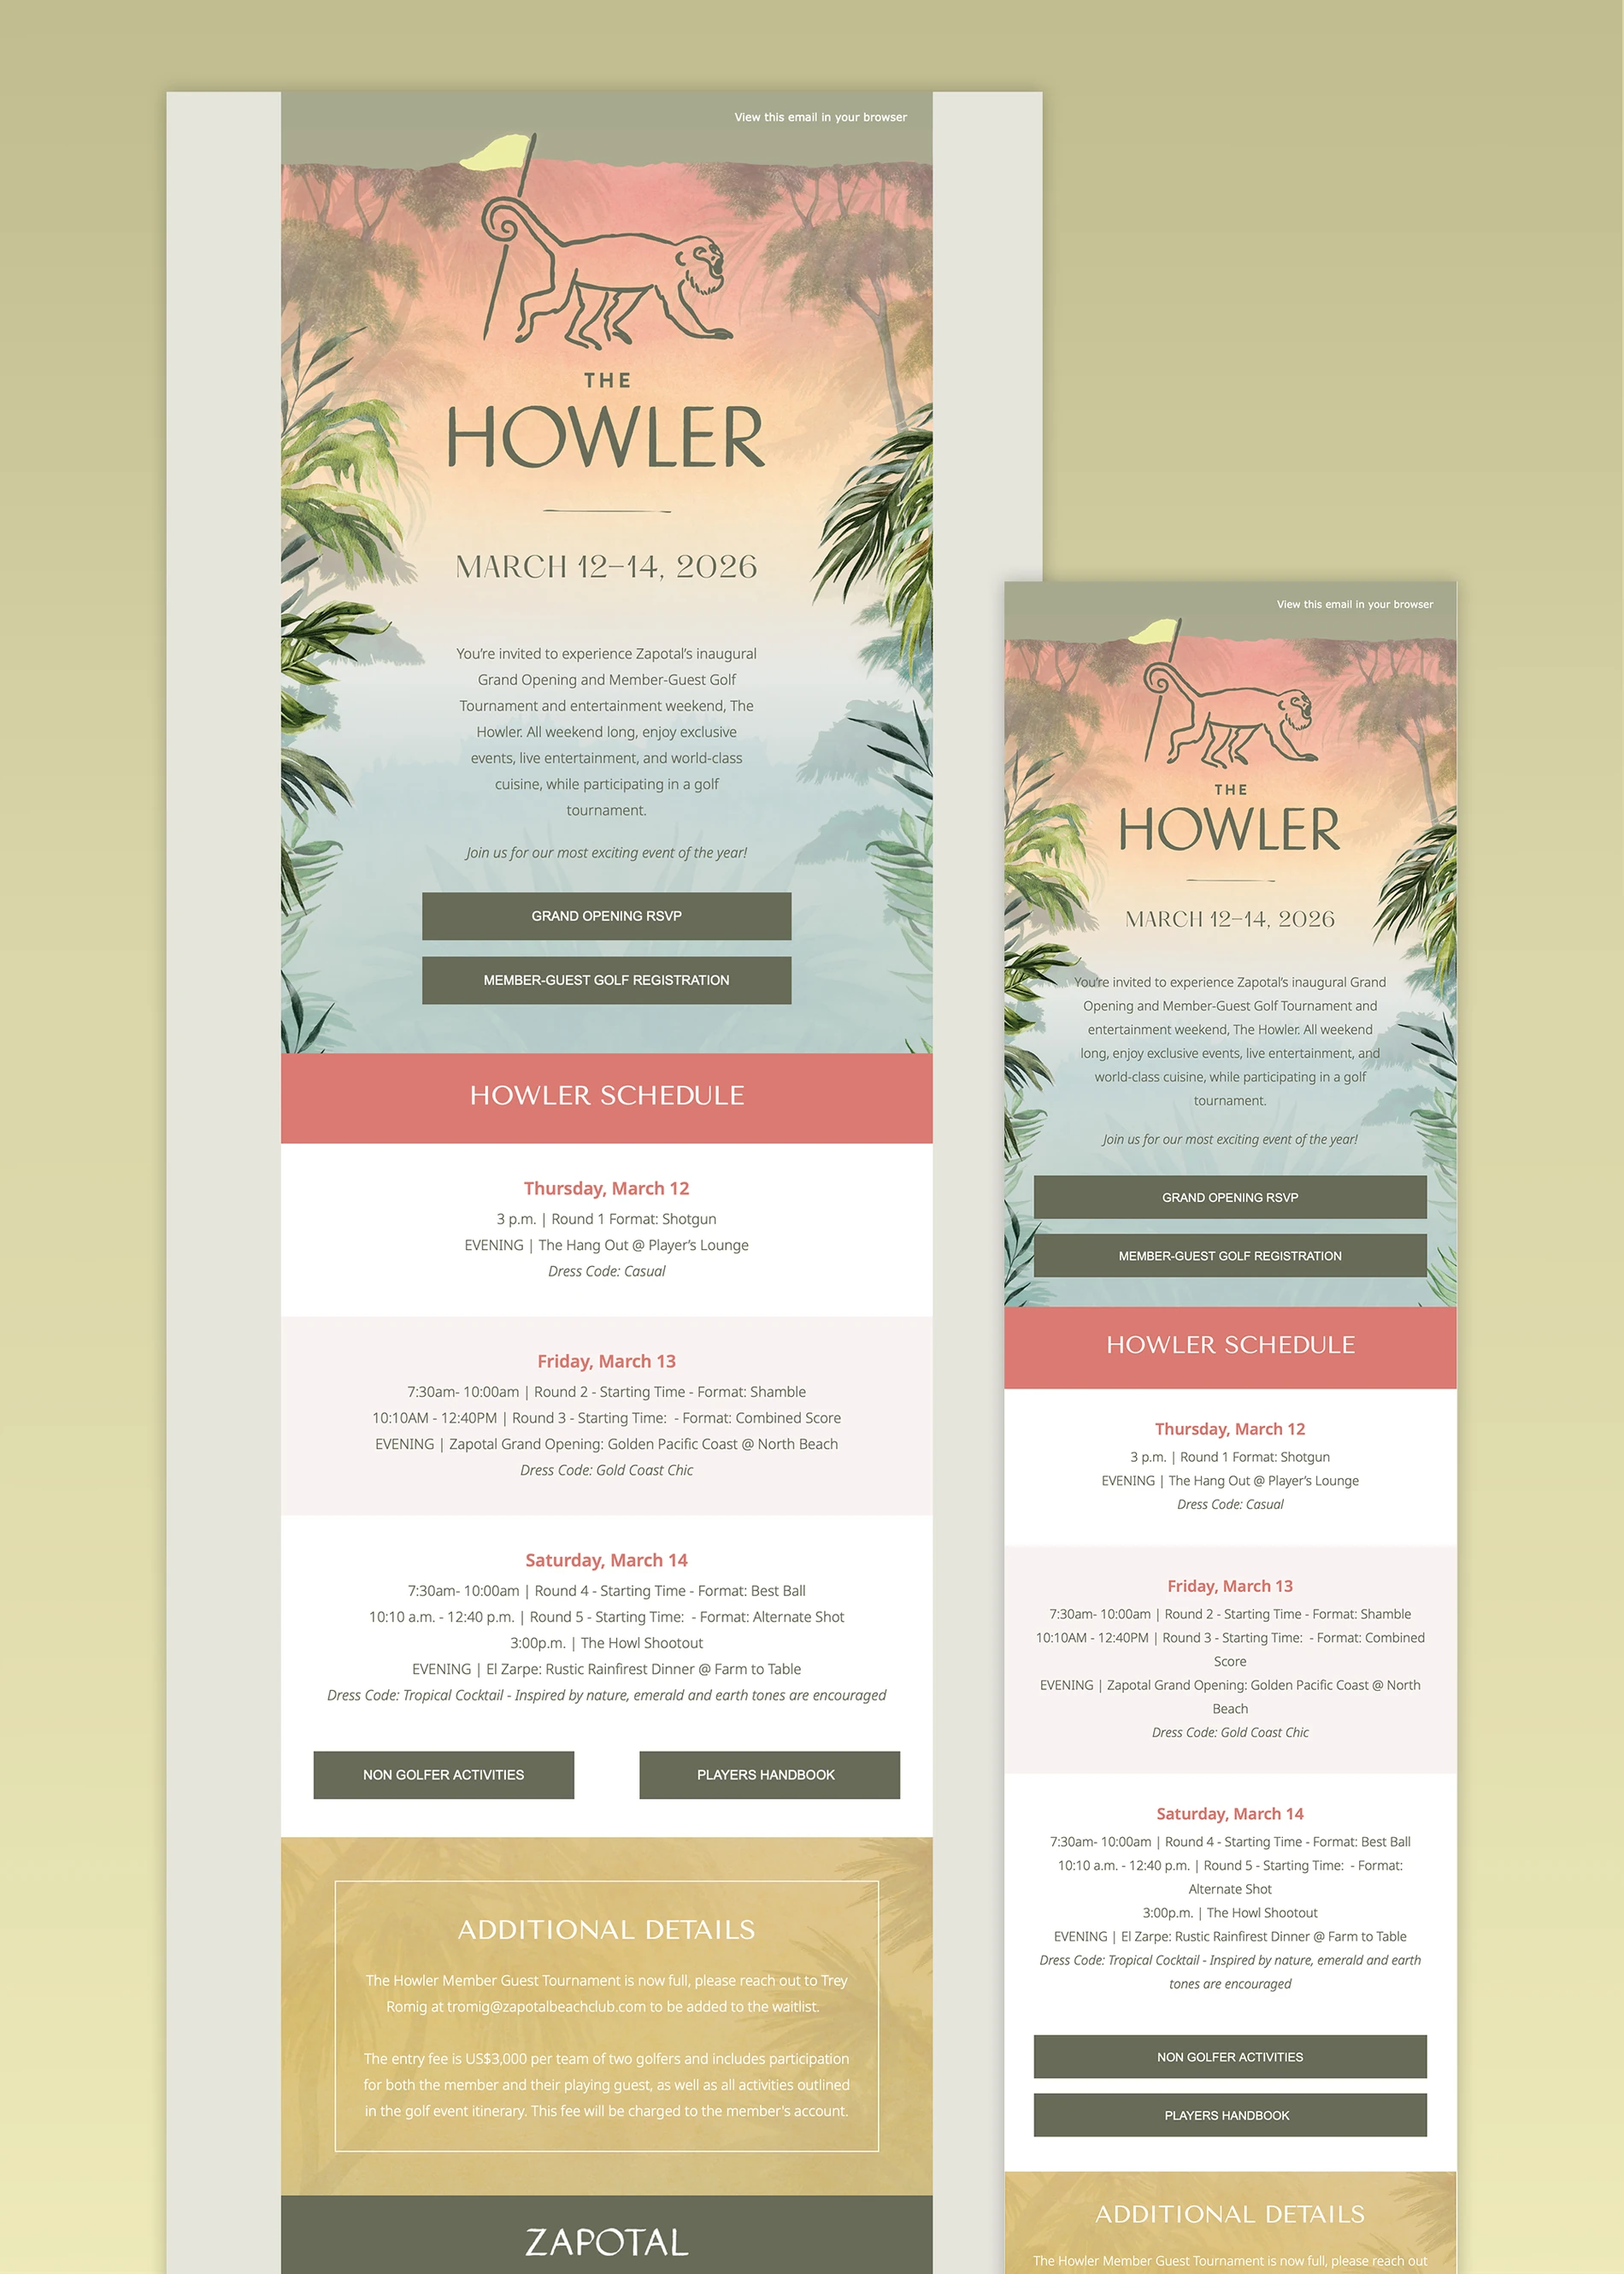 View this email in your browser
THE
HOWLER
MARCH 12–14, 2026
You're invited to experience Zapotal's inaugural
Grand Opening and Member-Guest Golf
Tournament and entertainment weekend, The
Howler. All weekend long, enjoy exclusive
events, live entertainment, and world-class
cuisine, while participating in a golf
tournament.
Join us for our most exciting event of the year!
GRAND OPENING RSVP
MEMBER-GUEST GOLF REGISTRATION
HOWLER SCHEDULE
Thursday, March 12
3 p.m. | Round 1 Format: Shotgun
EVENING | The Hang Out @ Player's Lounge
Dress Code: Casual
Friday, March 13
7:30am- 10:00am | Round 2 - Starting Time - Format: Shamble
10:10AM - 12:40PM | Round 3 - Starting Time:  - Format: Combined Score
EVENING | Zapotal Grand Opening: Golden Pacific Coast @ North Beach
Dress Code: Gold Coast Chic
Saturday, March 14
7:30am- 10:00am | Round 4 - Starting Time - Format: Best Ball
10:10 a.m. - 12:40 p.m. | Round 5 - Starting Time:  - Format: Alternate Shot
3:00p.m. | The Howl Shootout
EVENING | El Zarpe: Rustic Rainfirest Dinner @ Farm to Table
Dress Code: Tropical Cocktail - Inspired by nature, emerald and earth tones are encouraged
NON GOLFER ACTIVITIES
PLAYERS HANDBOOK
ADDITIONAL DETAILS
The Howler Member Guest Tournament is now full, please reach out to Trey
Romig at tromig@zapotalbeachclub.com to be added to the waitlist.
The entry fee is US$3,000 per team of two golfers and includes participation
for both the member and their playing guest, as well as all activities outlined
in the golf event itinerary. This fee will be charged to the member's account.
ZAPOTAL
View this email in your browser
THE
HOWLER
MARCH 12–14, 2026
You're invited to experience Zapotal's inaugural Grand
Opening and Member-Guest Golf Tournament and
entertainment weekend, The Howler. All weekend
long, enjoy exclusive events, live entertainment, and
world-class cuisine, while participating in a golf
tournament.
Join us for our most exciting event of the year!
GRAND OPENING RSVP
MEMBER-GUEST GOLF REGISTRATION
HOWLER SCHEDULE
Thursday, March 12
3 p.m. | Round 1 Format: Shotgun
EVENING | The Hang Out @ Player's Lounge
Dress Code: Casual
Friday, March 13
7:30am- 10:00am | Round 2 - Starting Time - Format: Shamble
10:10AM - 12:40PM | Round 3 - Starting Time:  - Format: Combined
Score
EVENING | Zapotal Grand Opening: Golden Pacific Coast @ North
Beach
Dress Code: Gold Coast Chic
Saturday, March 14
7:30am- 10:00am | Round 4 - Starting Time - Format: Best Ball
10:10 a.m. - 12:40 p.m. | Round 5 - Starting Time:  - Format:
Alternate Shot
3:00p.m. | The Howl Shootout
EVENING | El Zarpe: Rustic Rainfirest Dinner @ Farm to Table
Dress Code: Tropical Cocktail - Inspired by nature, emerald and earth
tones are encouraged
NON GOLFER ACTIVITIES
PLAYERS HANDBOOK
ADDITIONAL DETAILS
The Howler Member Guest Tournament is now full, please reach out